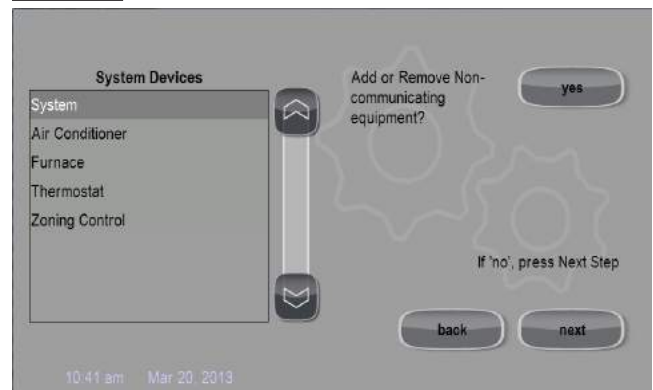 System Devices
System
Air Conditioner
Furnace
Thermostat
Zoning Control
Add or Remove Non-
communicating
equipment?
yes
If 'no', press Next Step
back
next
10:41 am Mar 20, 2013